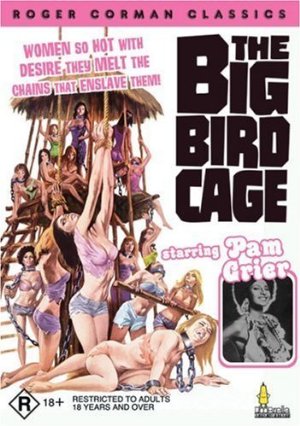 ROGER CORMAN CLASSICS
WOMEN SO HOT WITH
DESIRE THEY MELT THE
CHAINS THAT ENSLAVE THEM!
THE
BIG
BIRD
CAGE
starring Pam
Grier
R 18+
RESTRICTED TO ADULTS
18 YEARS AND OVER